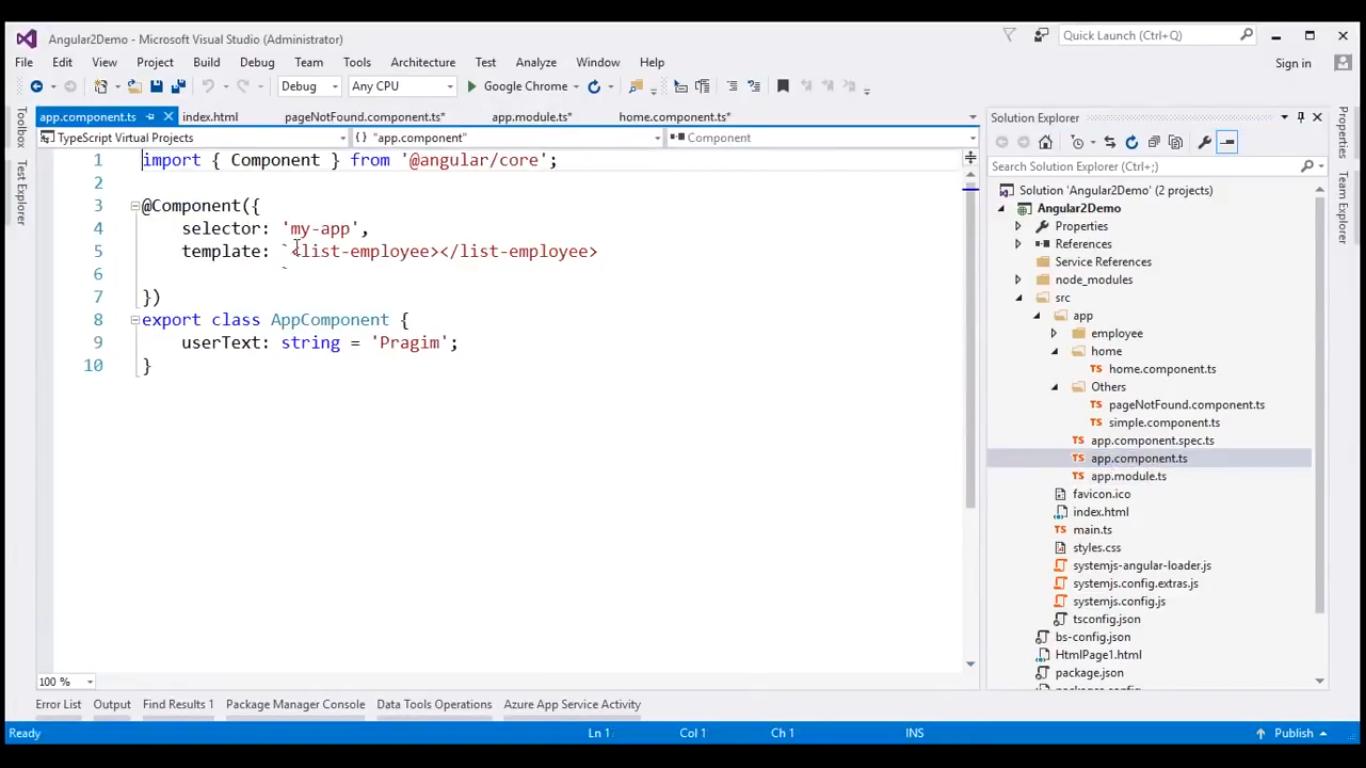 Angular2Demo - Microsoft Visual Studio (Administrator)
Quick Launch (Ctrl+Q)
File Edit View Project Build Debug Team Tools Architecture Test Analyze Window Help
Sign in
Debug Any CPU Google Chrome
Toolbox
Test Explorer
app.component.ts index.html pageNotFound.component.ts* app.module.ts* home.component.ts*
TypeScript Virtual Projects {} "app.component" Component
1 import { Component } from '@angular/core';
2
3 @Component({
4 selector: 'my-app',
5 template: `<list-employee></list-employee>
6 `
7 })
8 export class AppComponent {
9 userText: string = 'Pragim';
10 }
100 %
Solution Explorer
Search Solution Explorer (Ctrl+;)
Solution 'Angular2Demo' (2 projects)
Angular2Demo
Properties
References
Service References
node_modules
src
app
employee
home
TS home.component.ts
Others
TS pageNotFound.component.ts
TS simple.component.ts
TS app.component.spec.ts
TS app.component.ts
TS app.module.ts
favicon.ico
index.html
TS main.ts
styles.css
systemjs-angular-loader.js
systemjs.config.extras.js
systemjs.config.js
tsconfig.json
bs-config.json
HtmlPage1.html
package.json
Properties
Team Explorer
Error List Output Find Results 1 Package Manager Console Data Tools Operations Azure App Service Activity
Ready Ln 1 Col 1 Ch 1 INS Publish